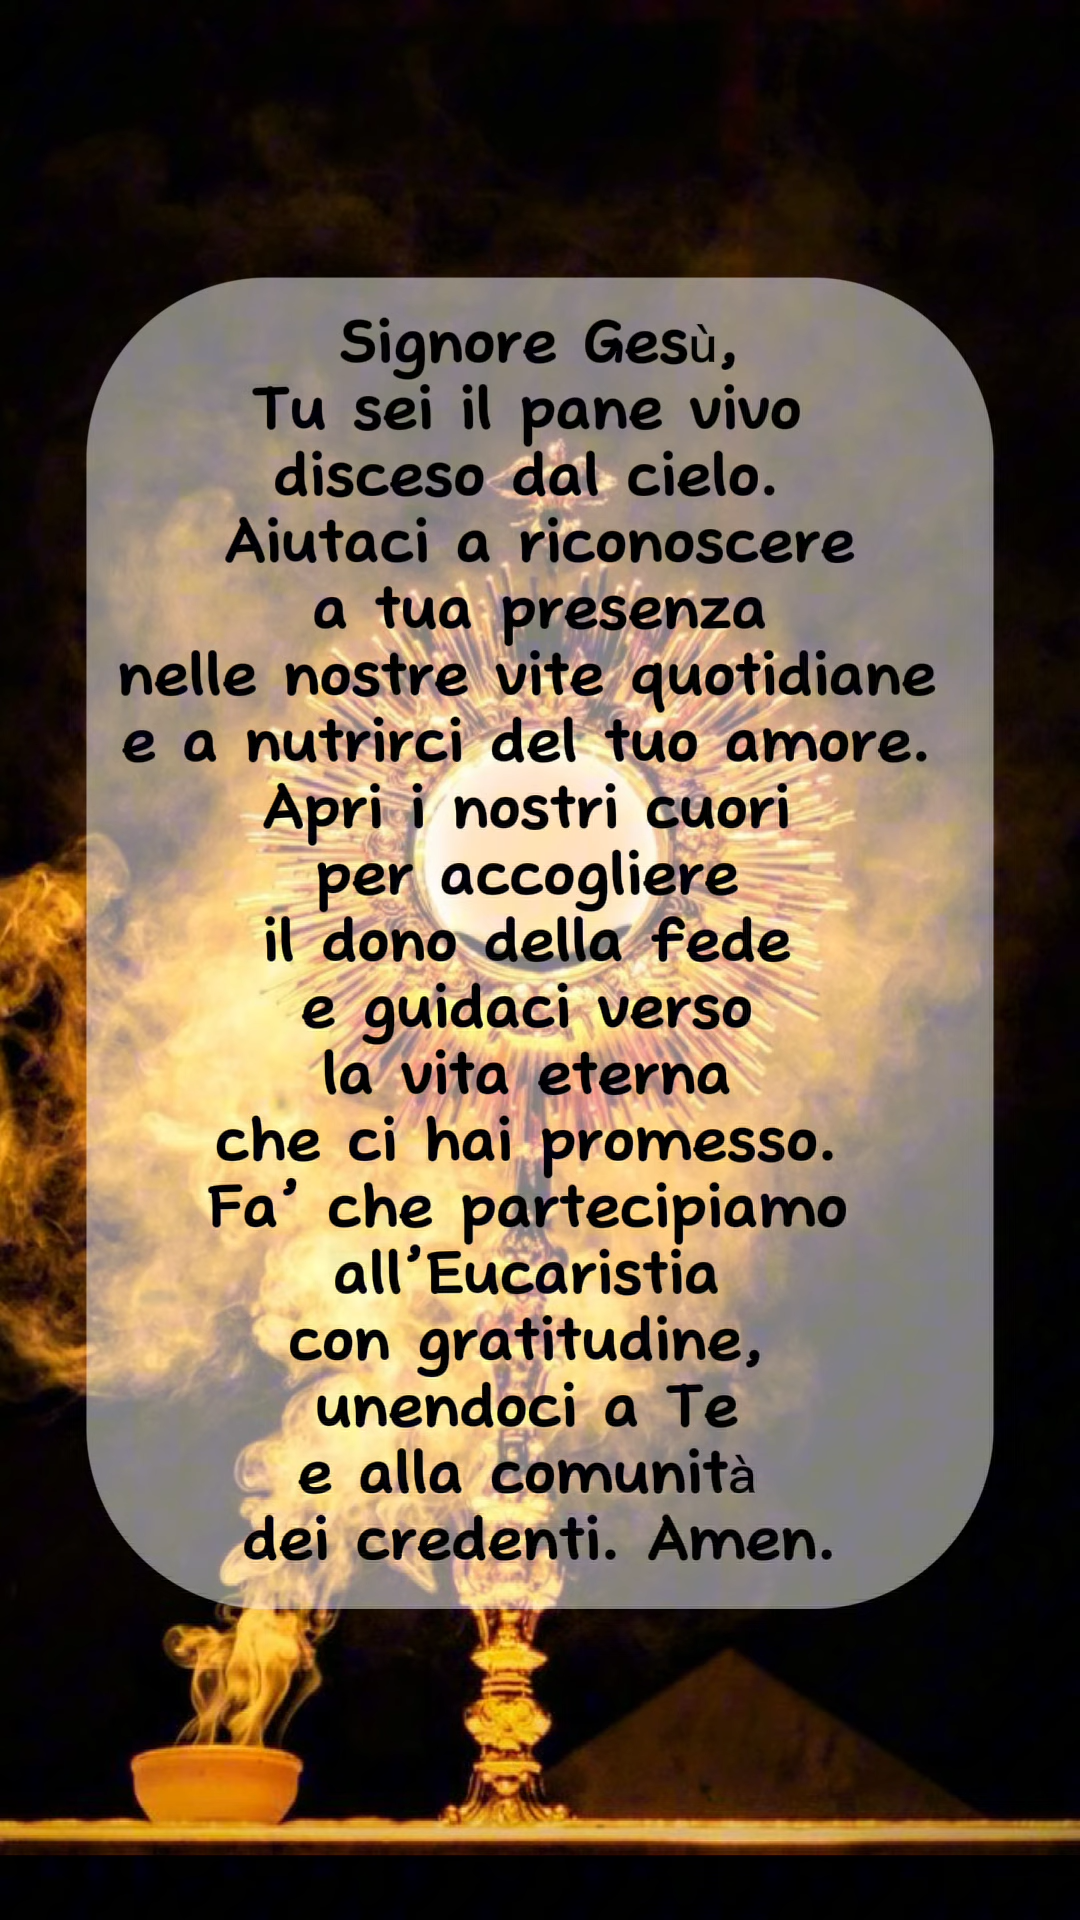 Signore Gesù,
Tu sei il pane vivo
disceso dal cielo.
Aiutaci a riconoscere
a tua presenza
nelle nostre vite quotidiane
e a nutrirci del tuo amore.
Apri i nostri cuori
per accogliere
il dono della fede
e guidaci verso
la vita eterna
che ci hai promesso.
Fa’ che partecipiamo
all’Eucaristia
con gratitudine,
unendoci a Te
e alla comunità
dei credenti. Amen.